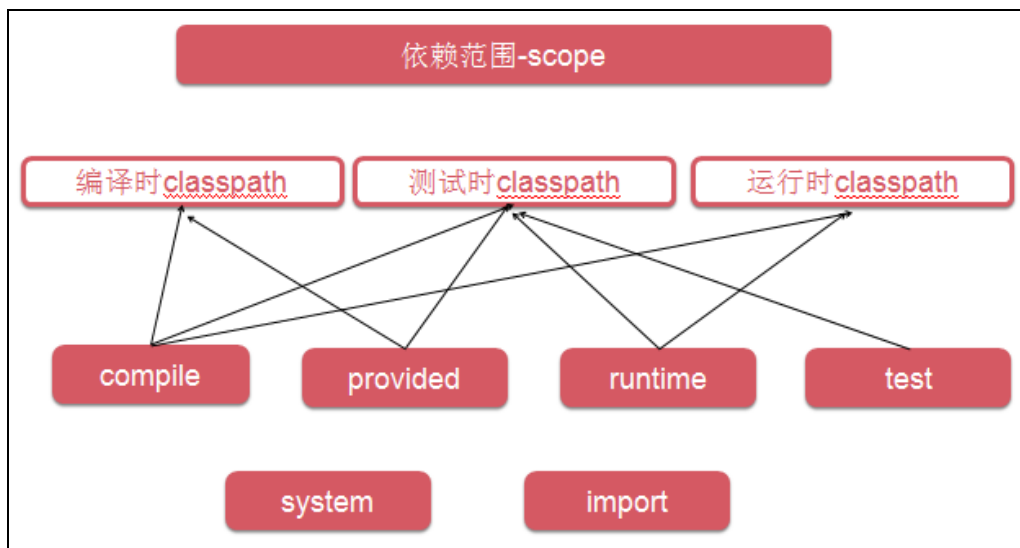 依赖范围-scope
编译时classpath
测试时classpath
运行时classpath
compile
provided
runtime
test
system
import